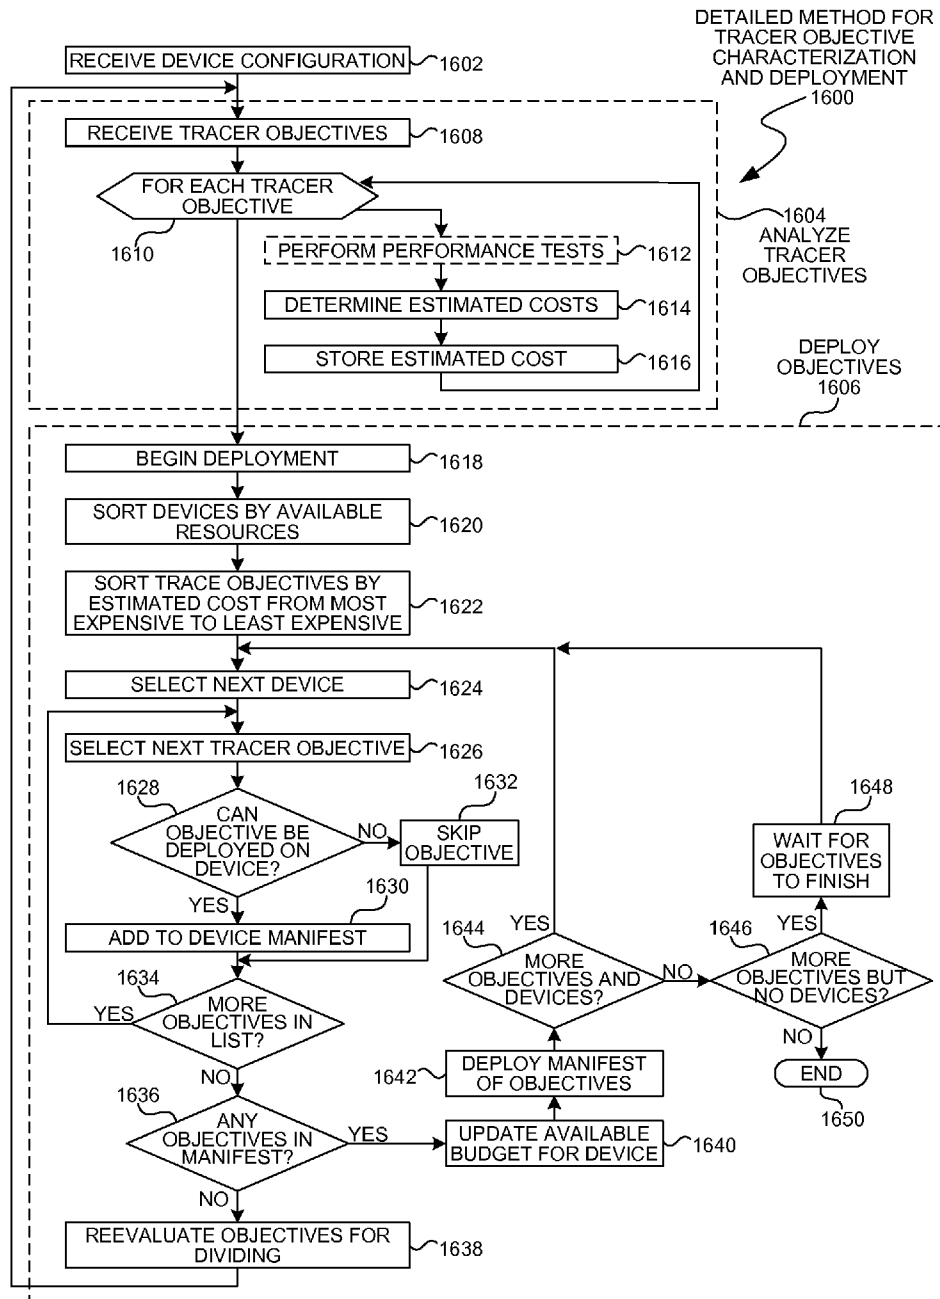 DETAILED METHOD FOR
TRACER OBJECTIVE
CHARACTERIZATION
AND DEPLOYMENT
1600
RECEIVE DEVICE CONFIGURATION
1602
RECEIVE TRACER OBJECTIVES
1608
FOR EACH TRACER
OBJECTIVE
1610
1604
ANALYZE
TRACER
OBJECTIVES
PERFORM PERFORMANCE TESTS
1612
DETERMINE ESTIMATED COSTS
1614
STORE ESTIMATED COST
1616
DEPLOY
OBJECTIVES
1606
BEGIN DEPLOYMENT
1618
SORT DEVICES BY AVAILABLE
RESOURCES
1620
SORT TRACE OBJECTIVES BY
ESTIMATED COST FROM MOST
EXPENSIVE TO LEAST EXPENSIVE
1622
SELECT NEXT DEVICE
1624
SELECT NEXT TRACER OBJECTIVE
1626
1628
CAN
OBJECTIVE BE
DEPLOYED ON
DEVICE?
NO
1632
SKIP
OBJECTIVE
YES
1630
ADD TO DEVICE MANIFEST
1634
MORE
OBJECTIVES IN
LIST?
YES
NO
1636
ANY
OBJECTIVES IN
MANIFEST?
YES
NO
REEVALUATE OBJECTIVES FOR
DIVIDING
1638
UPDATE AVAILABLE
BUDGET FOR DEVICE
1640
1642
DEPLOY MANIFEST
OF OBJECTIVES
1644
MORE
OBJECTIVES AND
DEVICES?
YES
NO
1646
MORE
OBJECTIVES BUT
NO DEVICES?
YES
1648
WAIT FOR
OBJECTIVES
TO FINISH
NO
END
1650